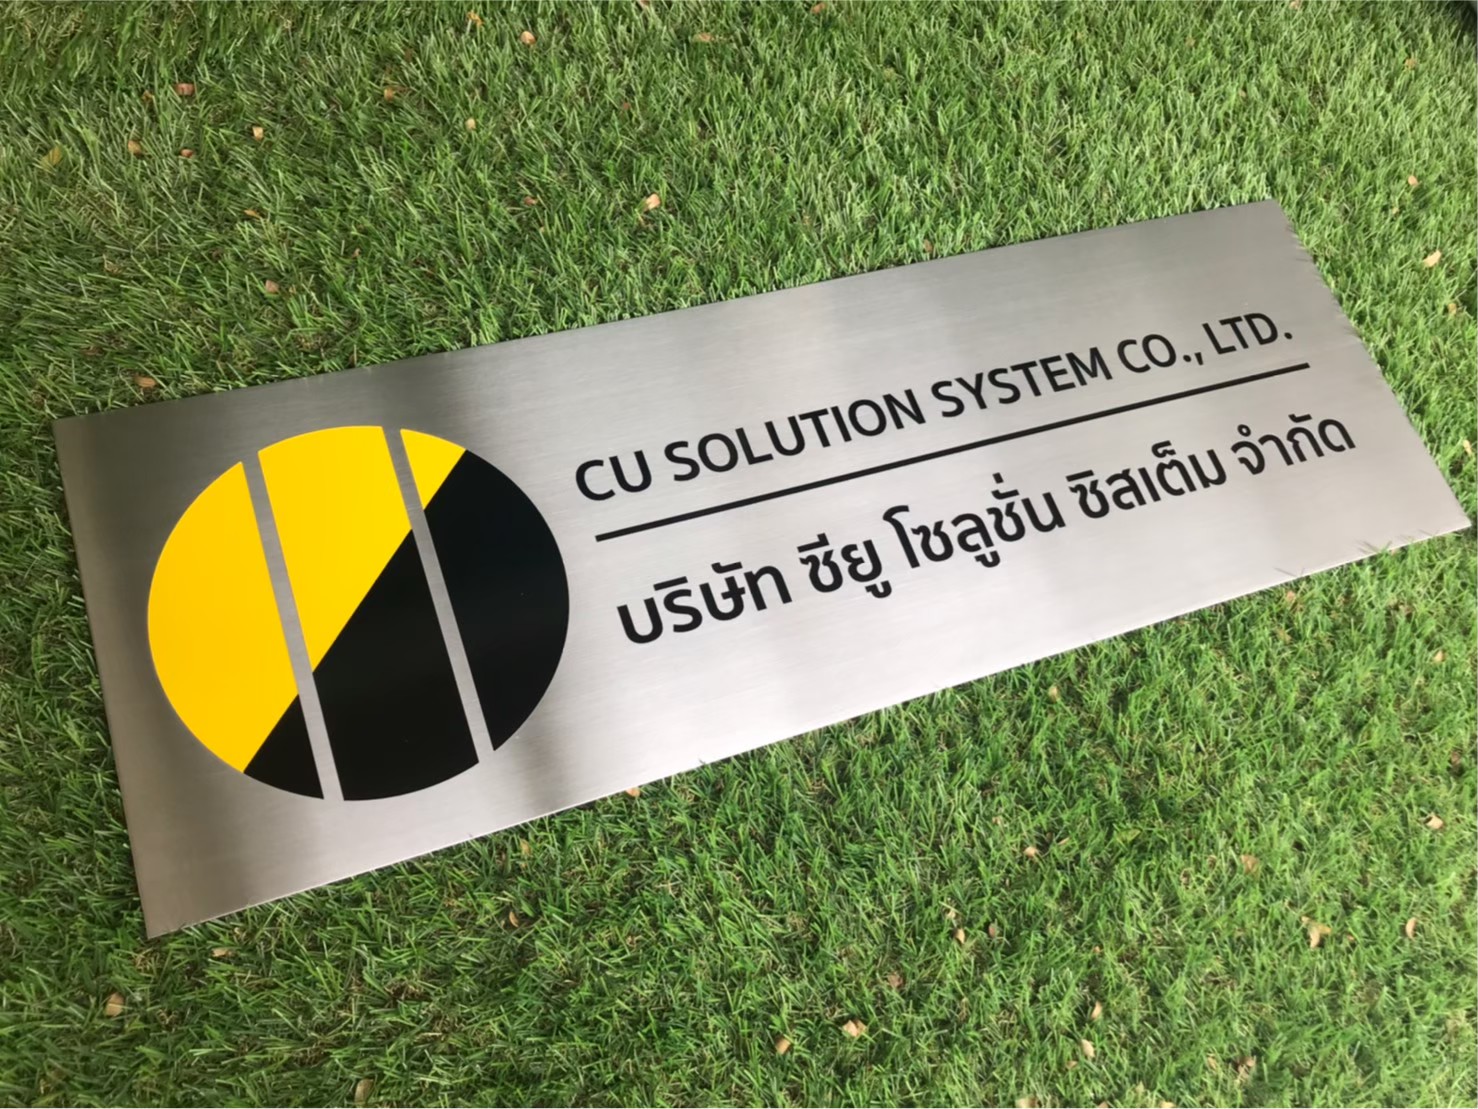 CU SOLUTION SYSTEM CO., LTD.
บริษัท ซียู โซลูชั่น ซิสเต็ม จำกัด